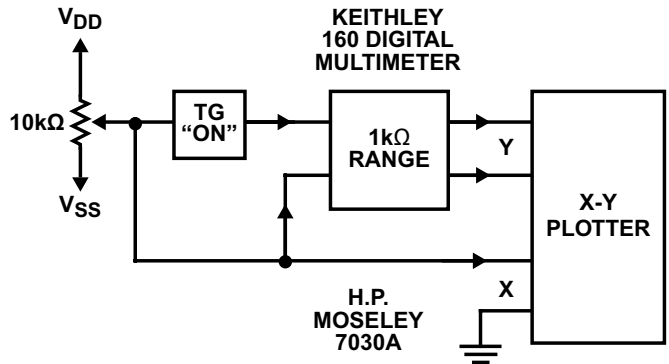 VDD
10kΩ
VSS
TG
“ON”
KEITHLEY
160 DIGITAL
MULTIMETER
1kΩ
RANGE
Y
X-Y
PLOTTER
X
H.P.
MOSELEY
7030A